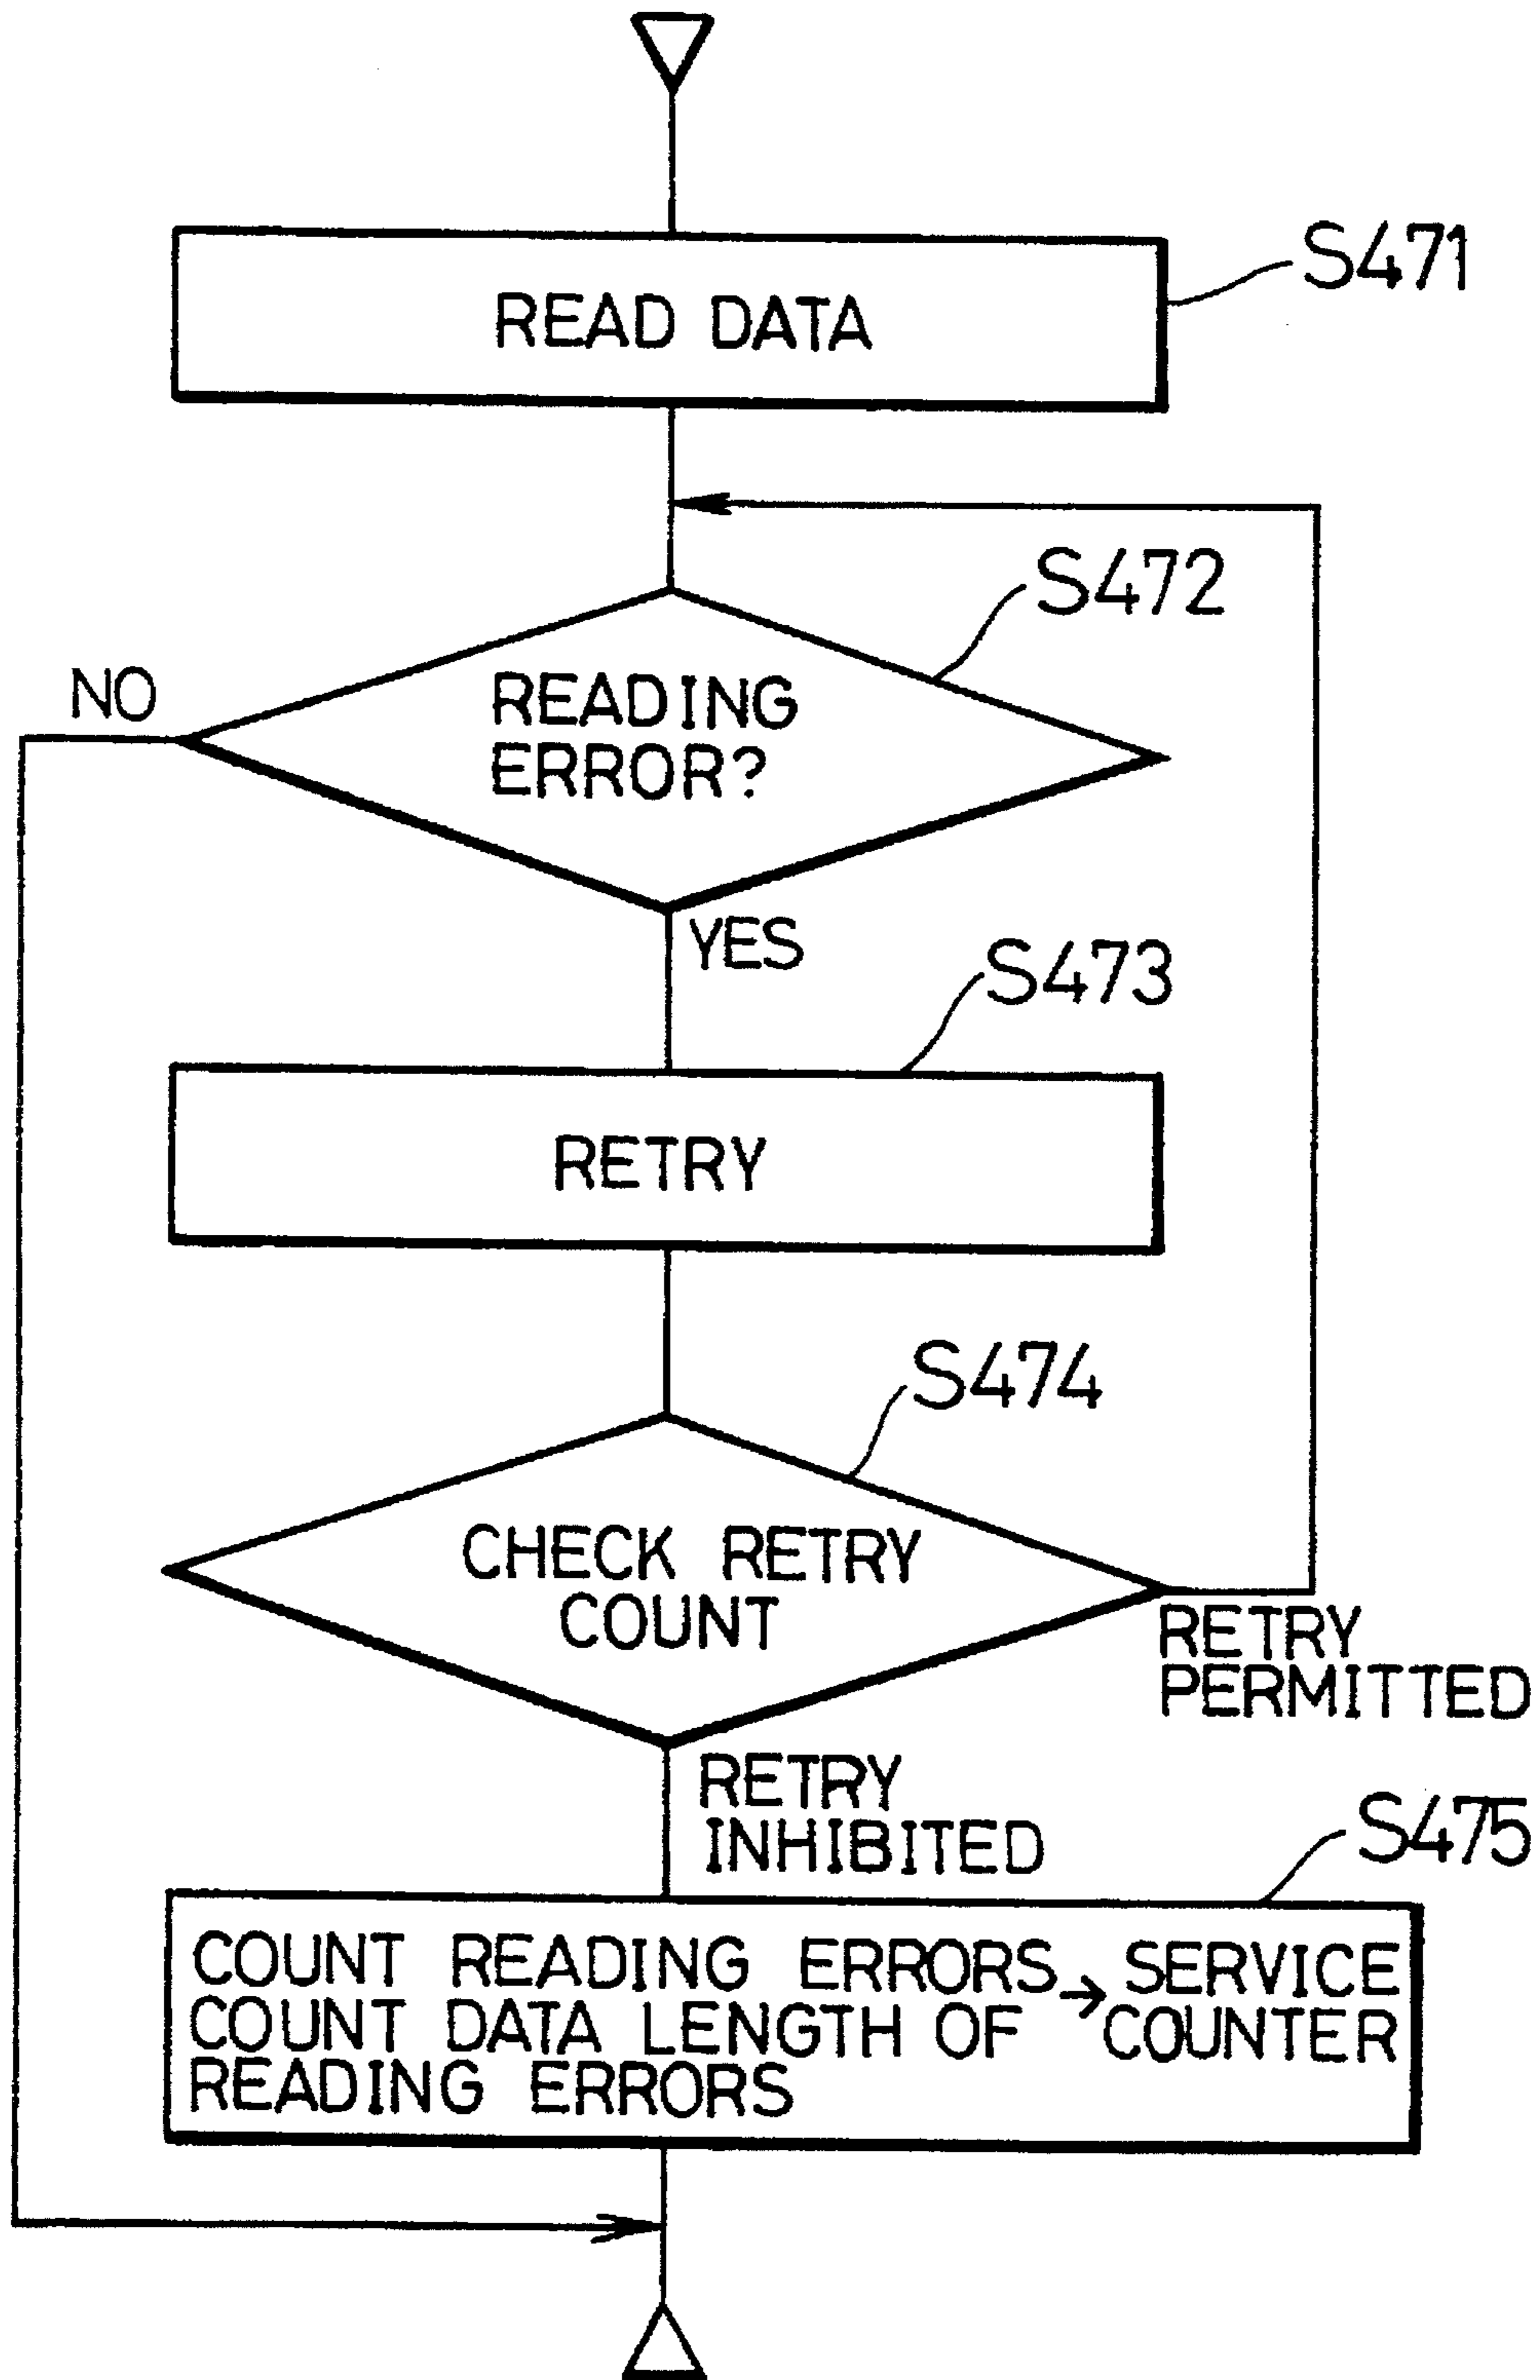 S471
READ DATA
S472
NO
READING
ERROR?
YES
S473
RETRY
S474
CHECK RETRY
COUNT
RETRY
PERMITTED
RETRY
INHIBITED
S475
COUNT READING ERRORS → SERVICE
COUNT DATA LENGTH OF COUNTER
READING ERRORS